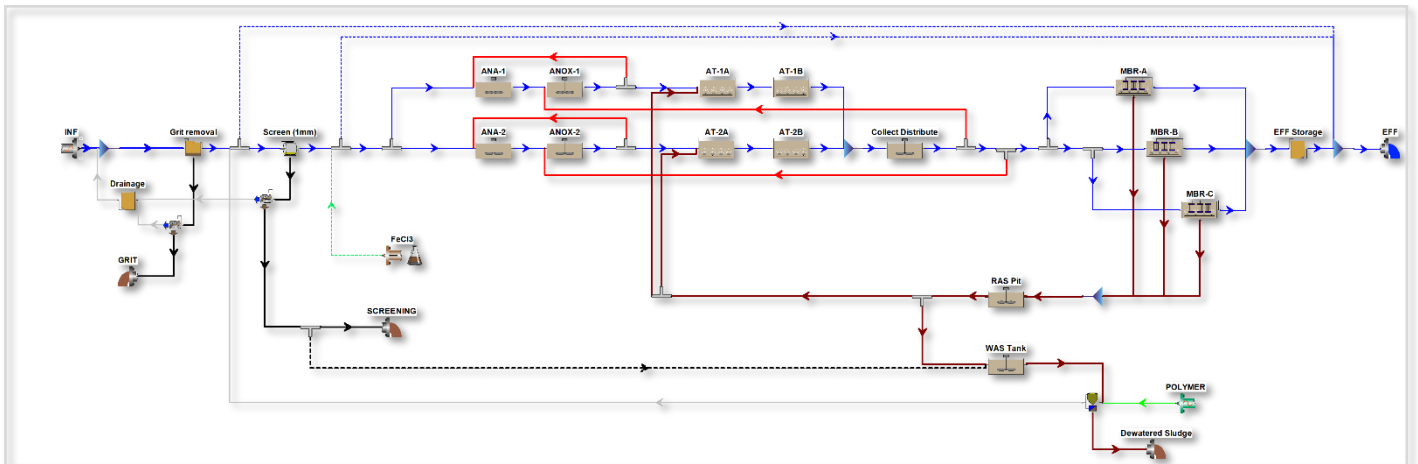 ANA-1
ANOX-1
AT-1A
AT-1B
MBR-A
INF
Grit removal
Screen (1mm)
ANA-2
ANOX-2
AT-2A
AT-2B
Collect Distribute
MBR-B
EFF Storage
EFF
Drainage
MBR-C
FeCl3
GRIT
RAS Pit
SCREENING
WAS Tank
POLYMER
Dewatered Sludge